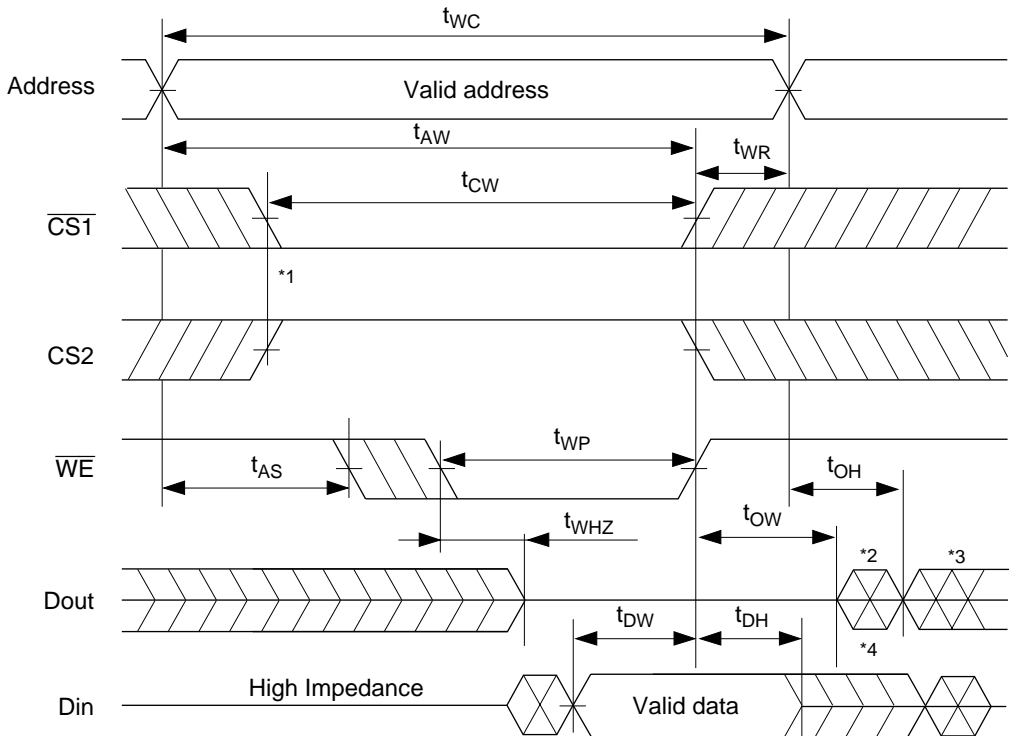 tWC
Address
Valid address
tAW
tWR
tCW
CS1
*1
CS2
WE
tWP
tAS
tOH
tWHZ
tOW
*2
*3
Dout
tDW
tDH
*4
High Impedance
Din
Valid data